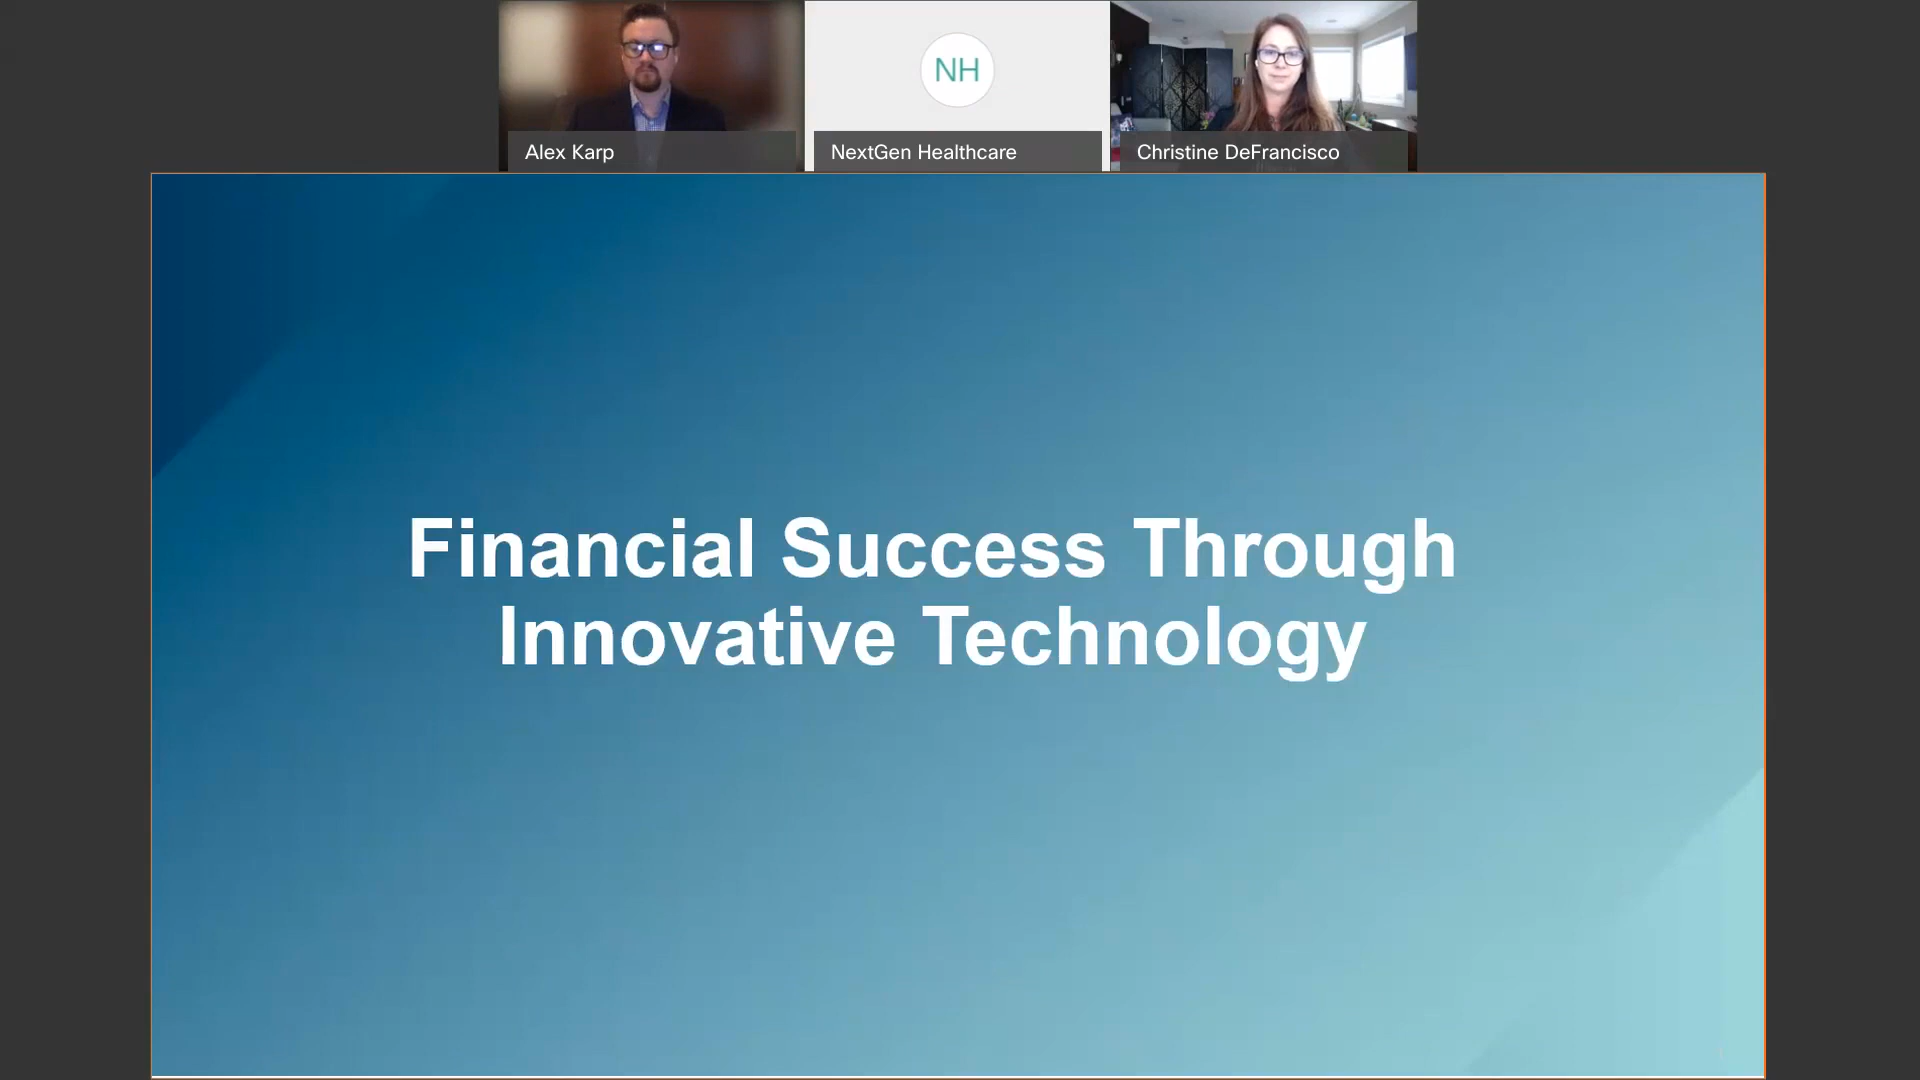 NH
Alex Karp
NextGen Healthcare
Christine DeFrancisco
Financial Success Through
Innovative Technology